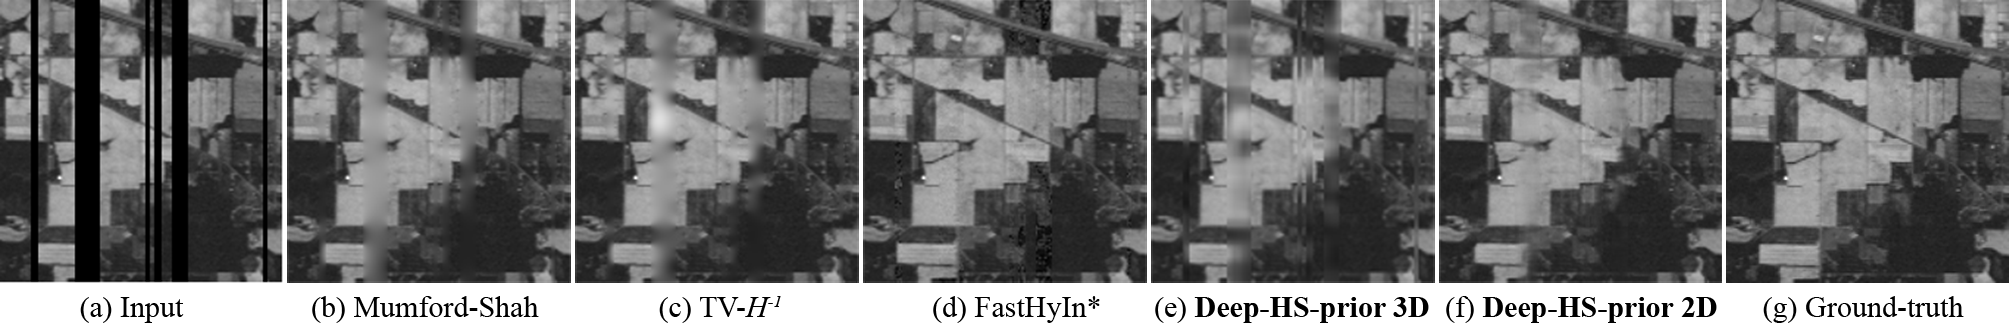 (a) Input (b) Mumford-Shah (c) TV-H⁻¹ (d) FastHyIn* (e) Deep-HS-prior 3D (f) Deep-HS-prior 2D (g) Ground-truth